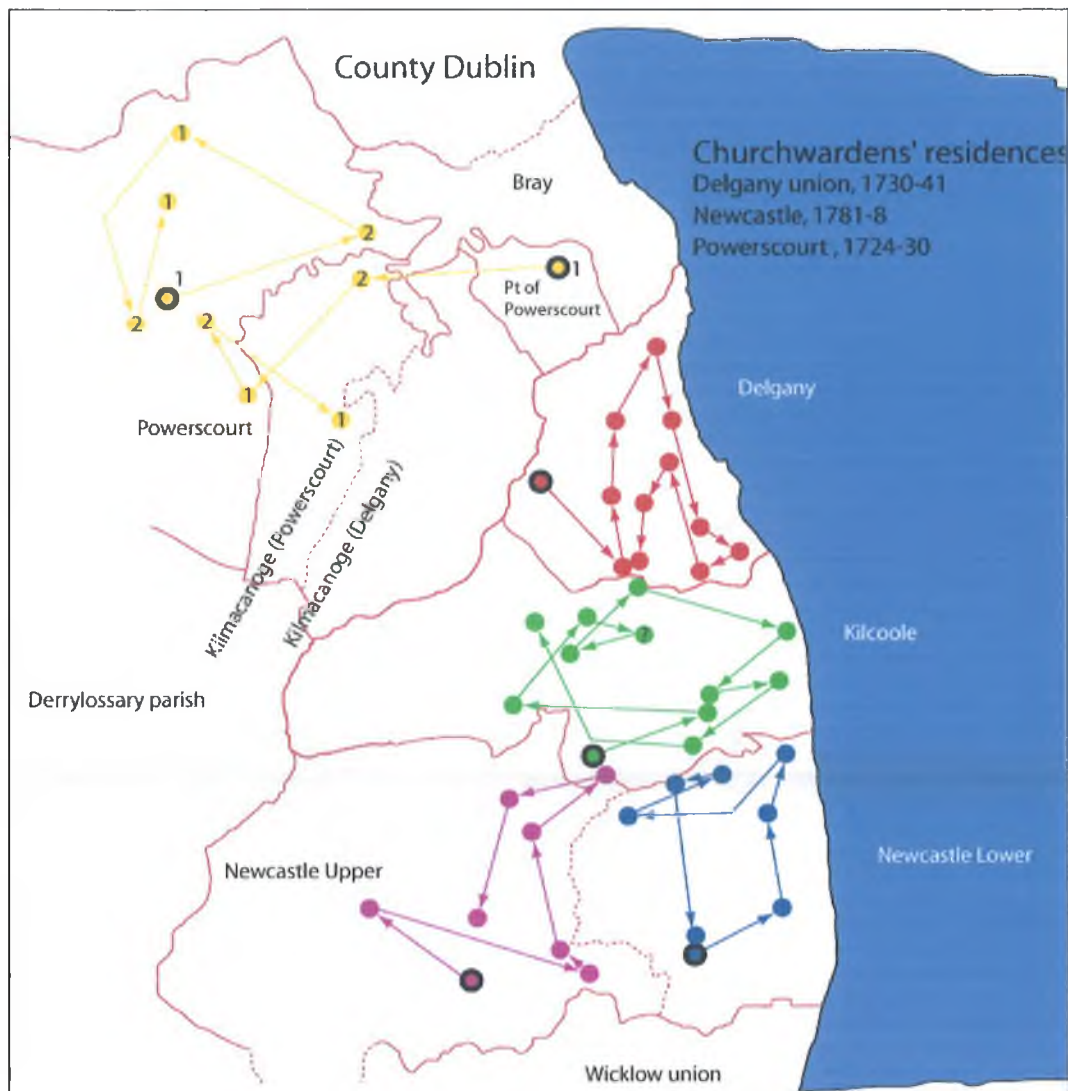 County Dublin
Churchwardens' residences
Delgany union, 1730-41
Newcastle, 1781-8
Powerscourt , 1724-30
Bray
1
1
2
2
1
1
Pt of
Powerscourt
2
2
1
1
Powerscourt
Delgany
Kilmacanoge (Powerscourt)
Kilmacanoge (Delgany)
?
Kilcoole
Derrylossary parish
Newcastle Upper
Newcastle Lower
Wicklow union